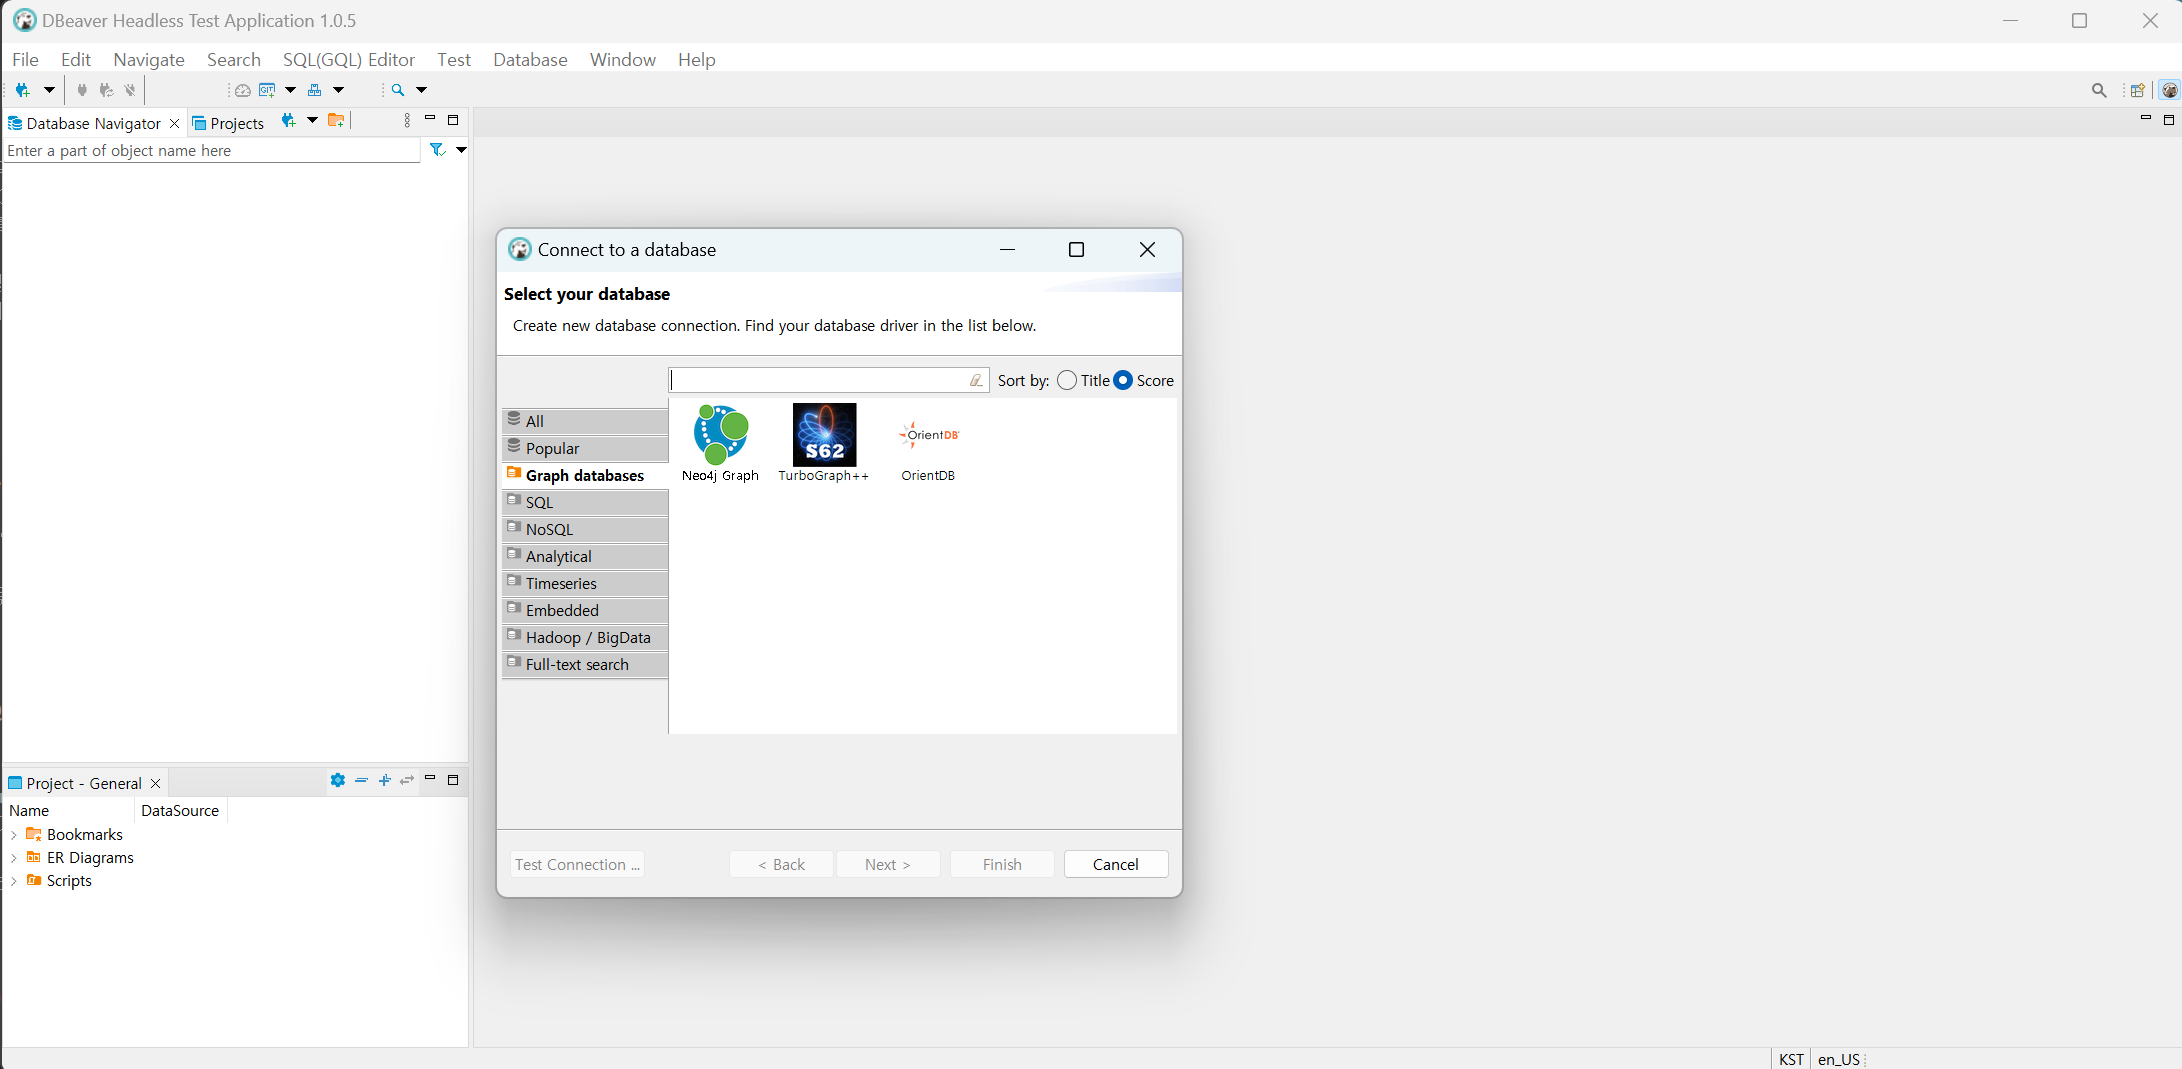 DBeaver Headless Test Application 1.0.5
File Edit Navigate Search SQL(GQL) Editor Test Database Window Help
Database Navigator Projects
Enter a part of object name here
Connect to a database
Select your database
Create new database connection. Find your database driver in the list below.
Sort by: Title Score
All
Popular
Graph databases
SQL
NoSQL
Analytical
Timeseries
Embedded
Hadoop / BigData
Full-text search
S62
OrientDB
Neo4j Graph TurboGraph++ OrientDB
Test Connection ... < Back Next > Finish Cancel
Project - General
Name DataSource
Bookmarks
ER Diagrams
Scripts
KST en_US